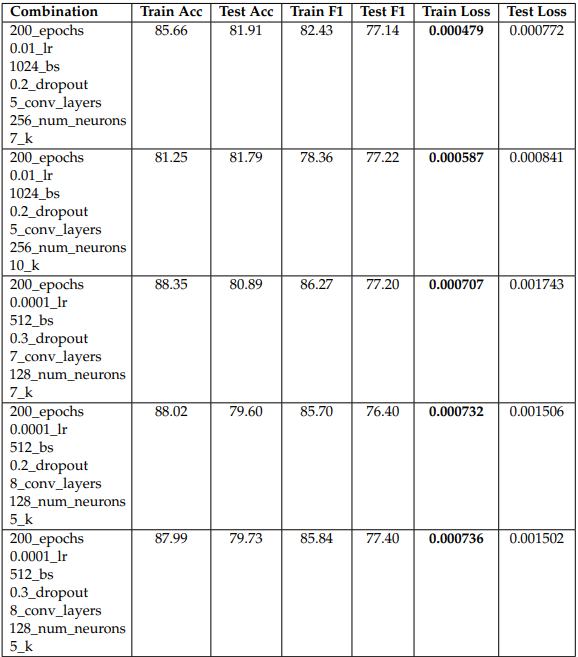 Combination Train Acc Test Acc Train F1 Test F1 Train Loss Test Loss
200_epochs 85.66 81.91 82.43 77.14 0.000479 0.000772
0.01_lr
1024_bs
0.2_dropout
5_conv_layers
256_num_neurons
7_k
200_epochs 81.25 81.79 78.36 77.22 0.000587 0.000841
0.01_lr
1024_bs
0.2_dropout
5_conv_layers
256_num_neurons
10_k
200_epochs 88.35 80.89 86.27 77.20 0.000707 0.001743
0.0001_lr
512_bs
0.3_dropout
7_conv_layers
128_num_neurons
7_k
200_epochs 88.02 79.60 85.70 76.40 0.000732 0.001506
0.0001_lr
512_bs
0.2_dropout
8_conv_layers
128_num_neurons
5_k
200_epochs 87.99 79.73 85.84 77.40 0.000736 0.001502
0.0001_lr
512_bs
0.3_dropout
8_conv_layers
128_num_neurons
5_k